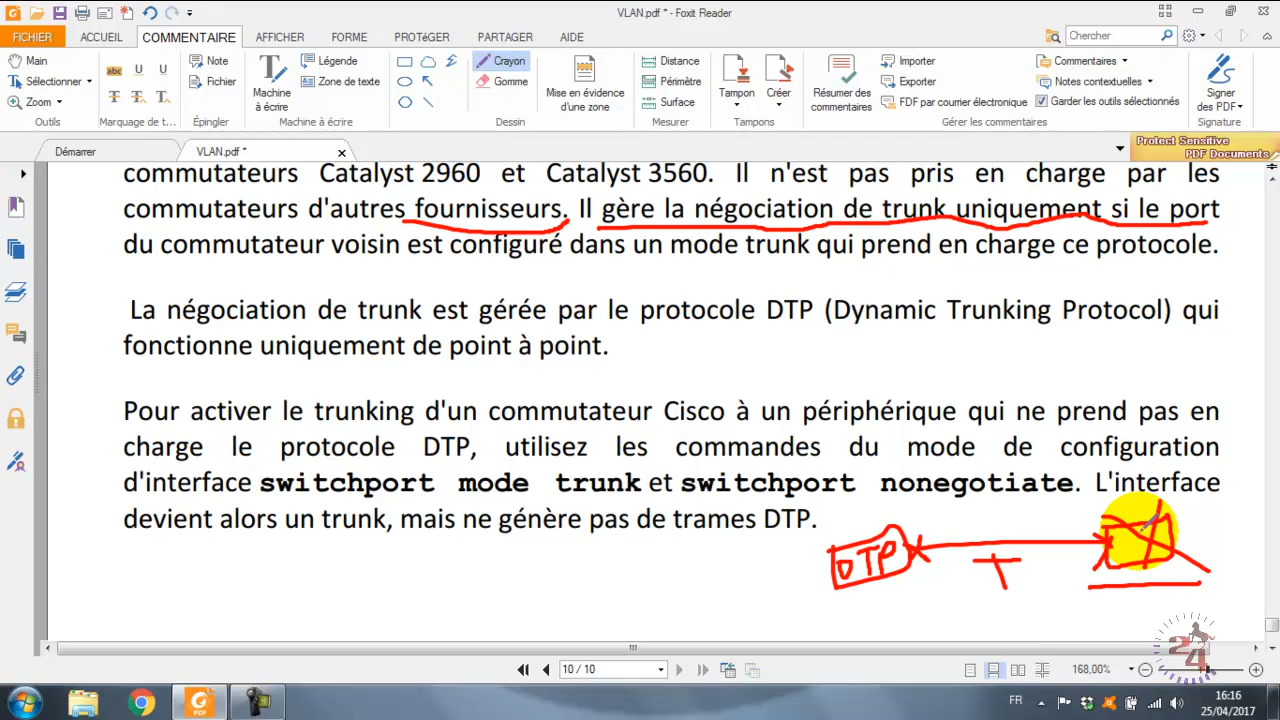 VLAN.pdf * - Foxit Reader
FICHIER ACCUEIL COMMENTAIRE AFFICHER FORME PROTéGER PARTAGER AIDE Chercher
Main abc U U Note Légende Crayon Distance Importer Commentaires
Sélectionner Fichier Zone de texte Gomme Périmètre Exporter Notes contextuelles
Zoom T T T Machine à écrire Mise en évidence d'une zone Surface Tampon Créer Résumer des commentaires FDF par courrier électronique Garder les outils sélectionnés Signer des PDF
Outils Marquage de t... Épingler Machine à écrire Dessin Mesurer Tampons Gérer les commentaires Signature
Démarrer VLAN.pdf * Protect Sensitive
PDF Documents
commutateurs Catalyst 2960 et Catalyst 3560. Il n'est pas pris en charge par les
commutateurs d'autres fournisseurs. Il gère la négociation de trunk uniquement si le port
du commutateur voisin est configuré dans un mode trunk qui prend en charge ce protocole.
La négociation de trunk est gérée par le protocole DTP (Dynamic Trunking Protocol) qui
fonctionne uniquement de point à point.
Pour activer le trunking d'un commutateur Cisco à un périphérique qui ne prend pas en
charge le protocole DTP, utilisez les commandes du mode de configuration
d'interface switchport mode trunk et switchport nonegotiate. L'interface
devient alors un trunk, mais ne génère pas de trames DTP.
DTP T
24
10 / 10 168,00%
FR 16:16
25/04/2017